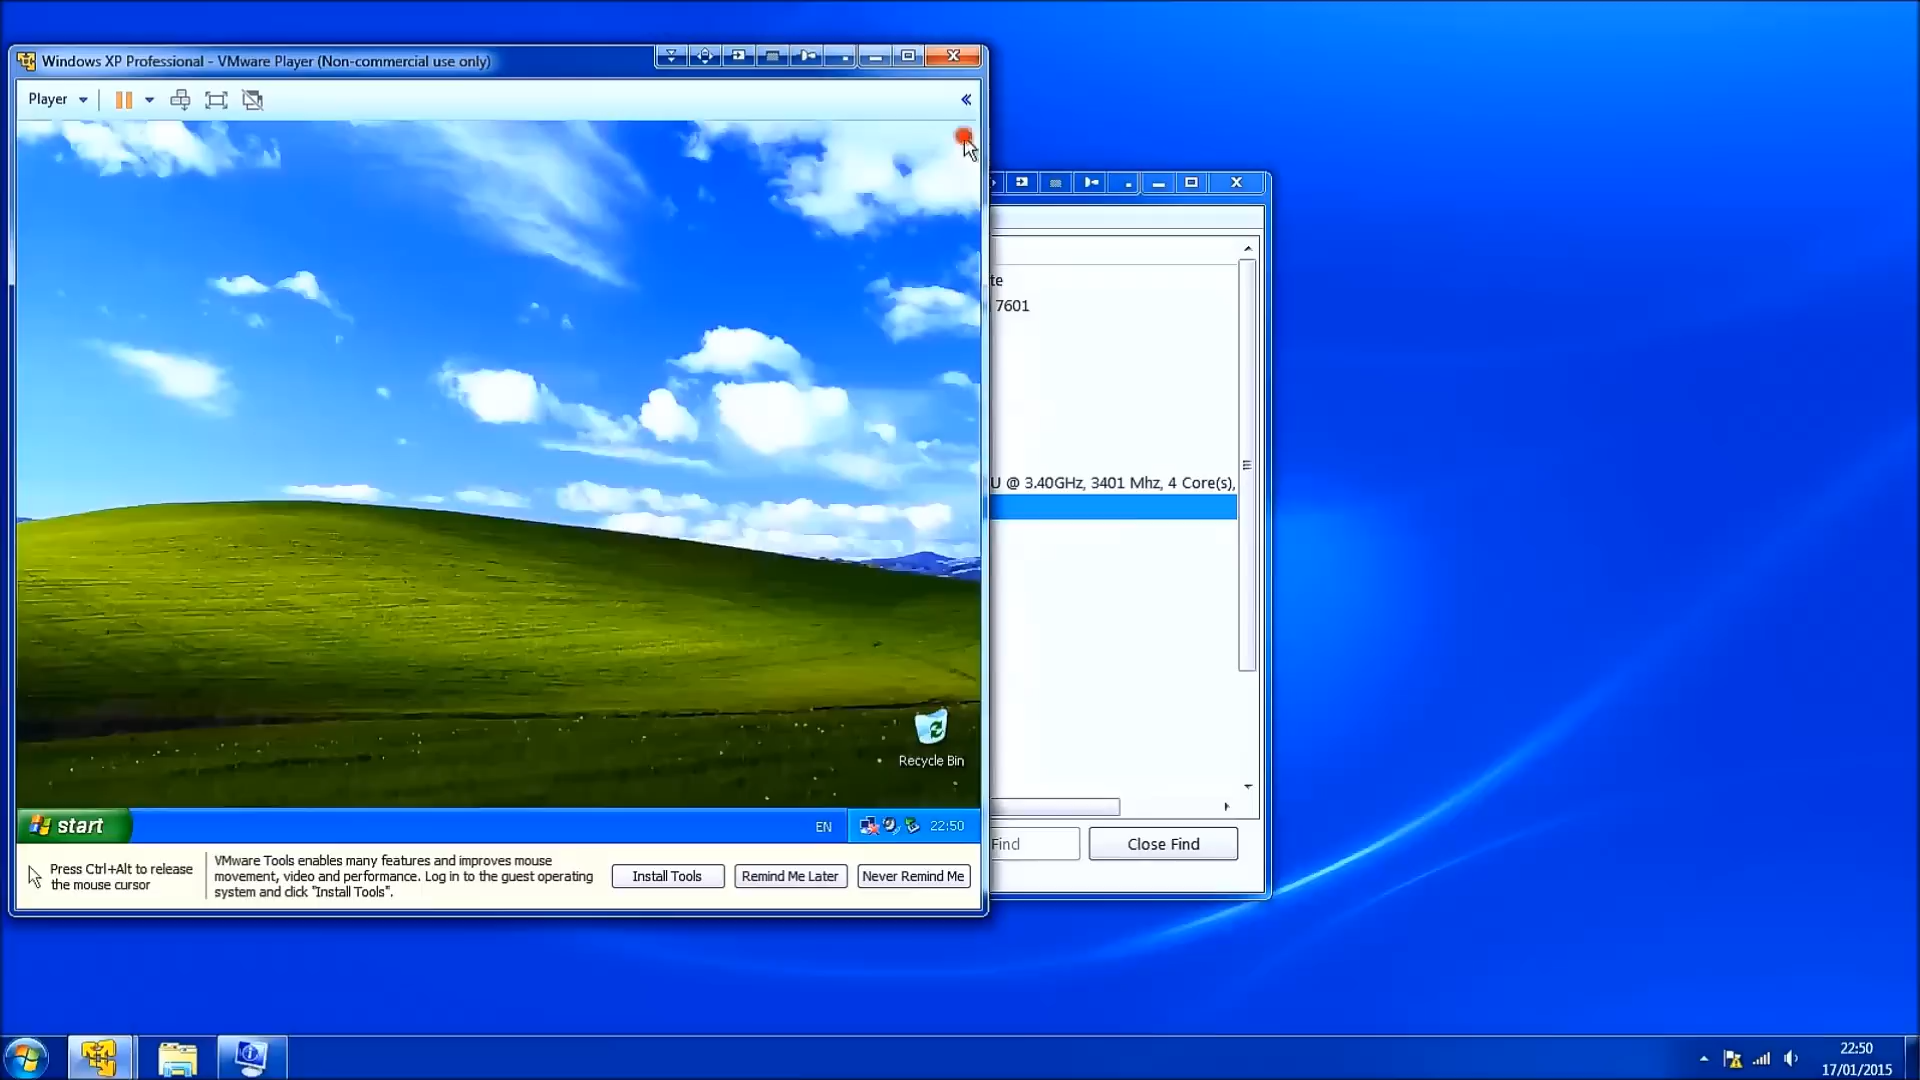 Windows XP Professional - VMware Player (Non-commercial use only)
Player
te
7601
U @ 3.40GHz, 3401 Mhz, 4 Core(s),
Recycle Bin
start
EN
22:50
Find
Close Find
Press Ctrl+Alt to release
the mouse cursor
VMware Tools enables many features and improves mouse
movement, video and performance. Log in to the guest operating
system and click "Install Tools".
Install Tools
Remind Me Later
Never Remind Me
22:50
17/01/2015